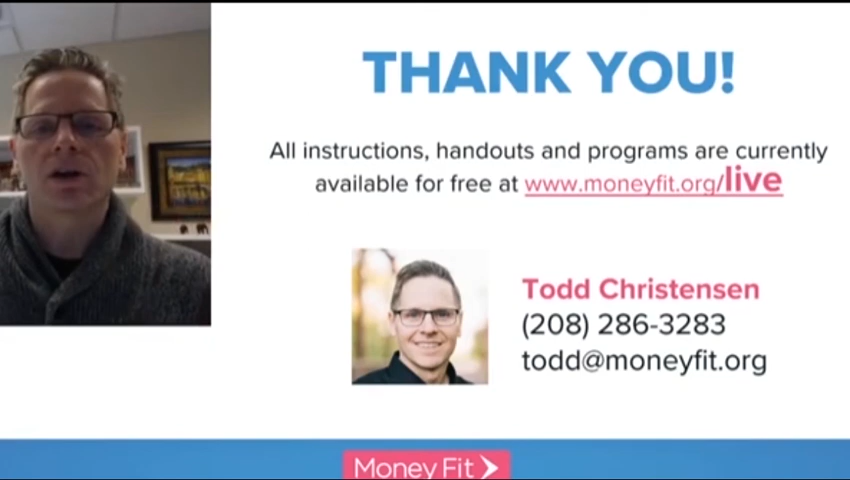 THANK YOU!
All instructions, handouts and programs are currently
available for free at www.moneyfit.org/live
Todd Christensen
(208) 286-3283
todd@moneyfit.org
Money Fit